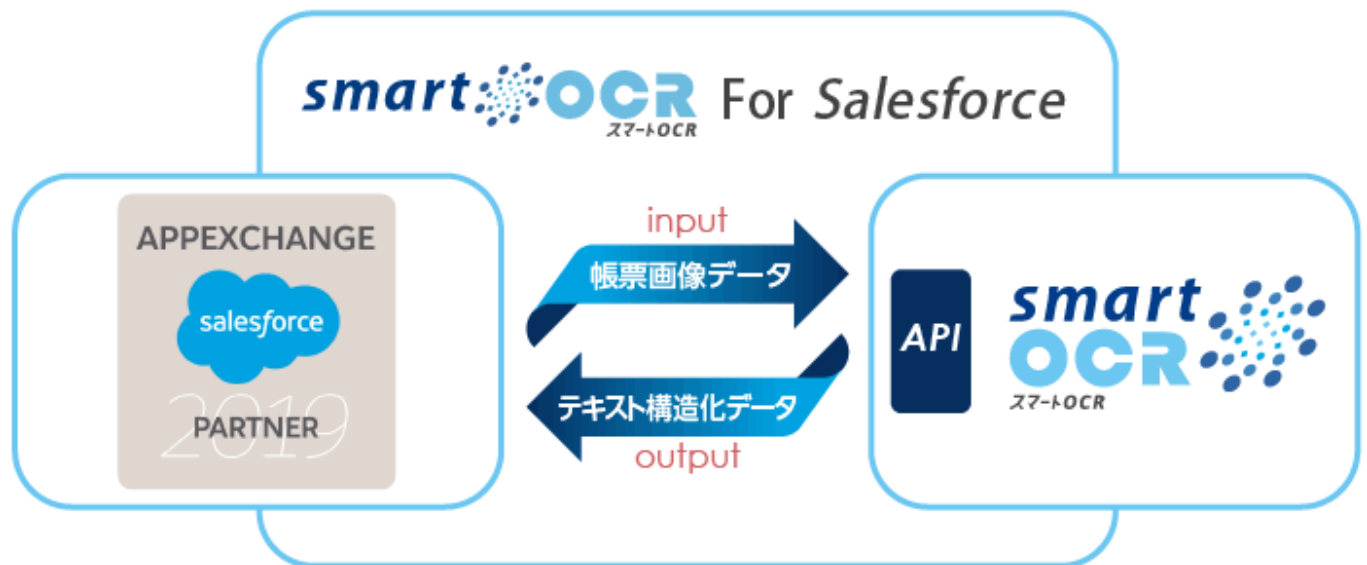 smart OCR For Salesforce
スマートOCR
APPEXCHANGE
salesforce
2019
PARTNER
input
帳票画像データ
テキスト構造化データ
output
API
smart
OCR
スマートOCR